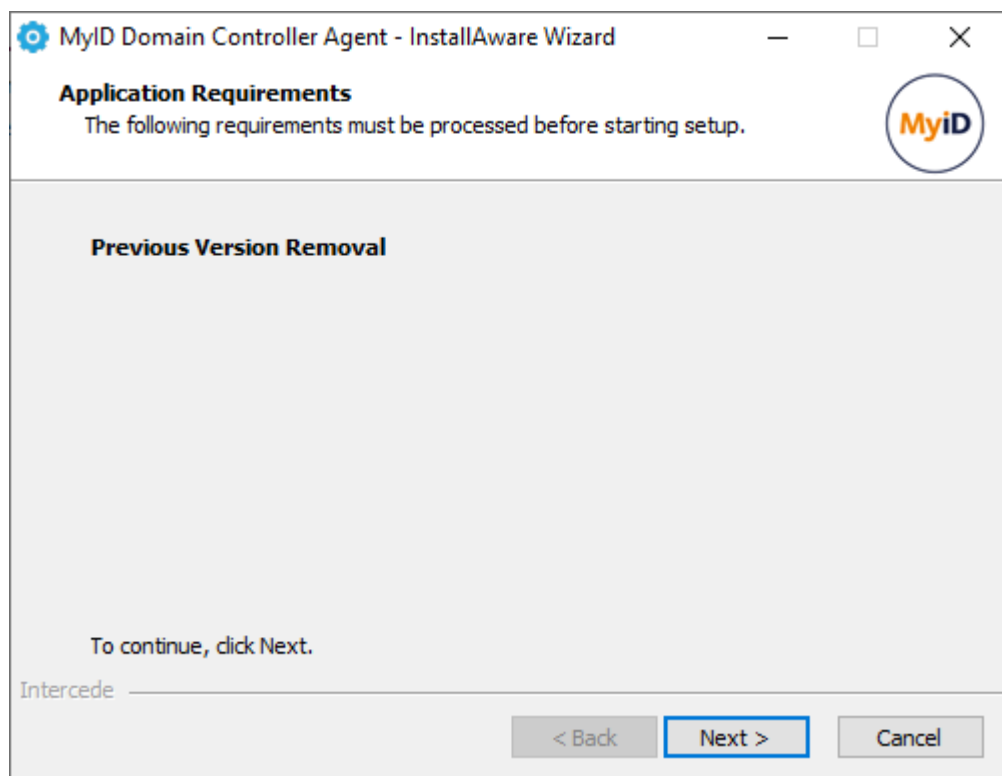 MyID Domain Controller Agent - InstallAware Wizard
Application Requirements
The following requirements must be processed before starting setup.
MyiD
Previous Version Removal
To continue, click Next.
Intercede
< Back
Next >
Cancel